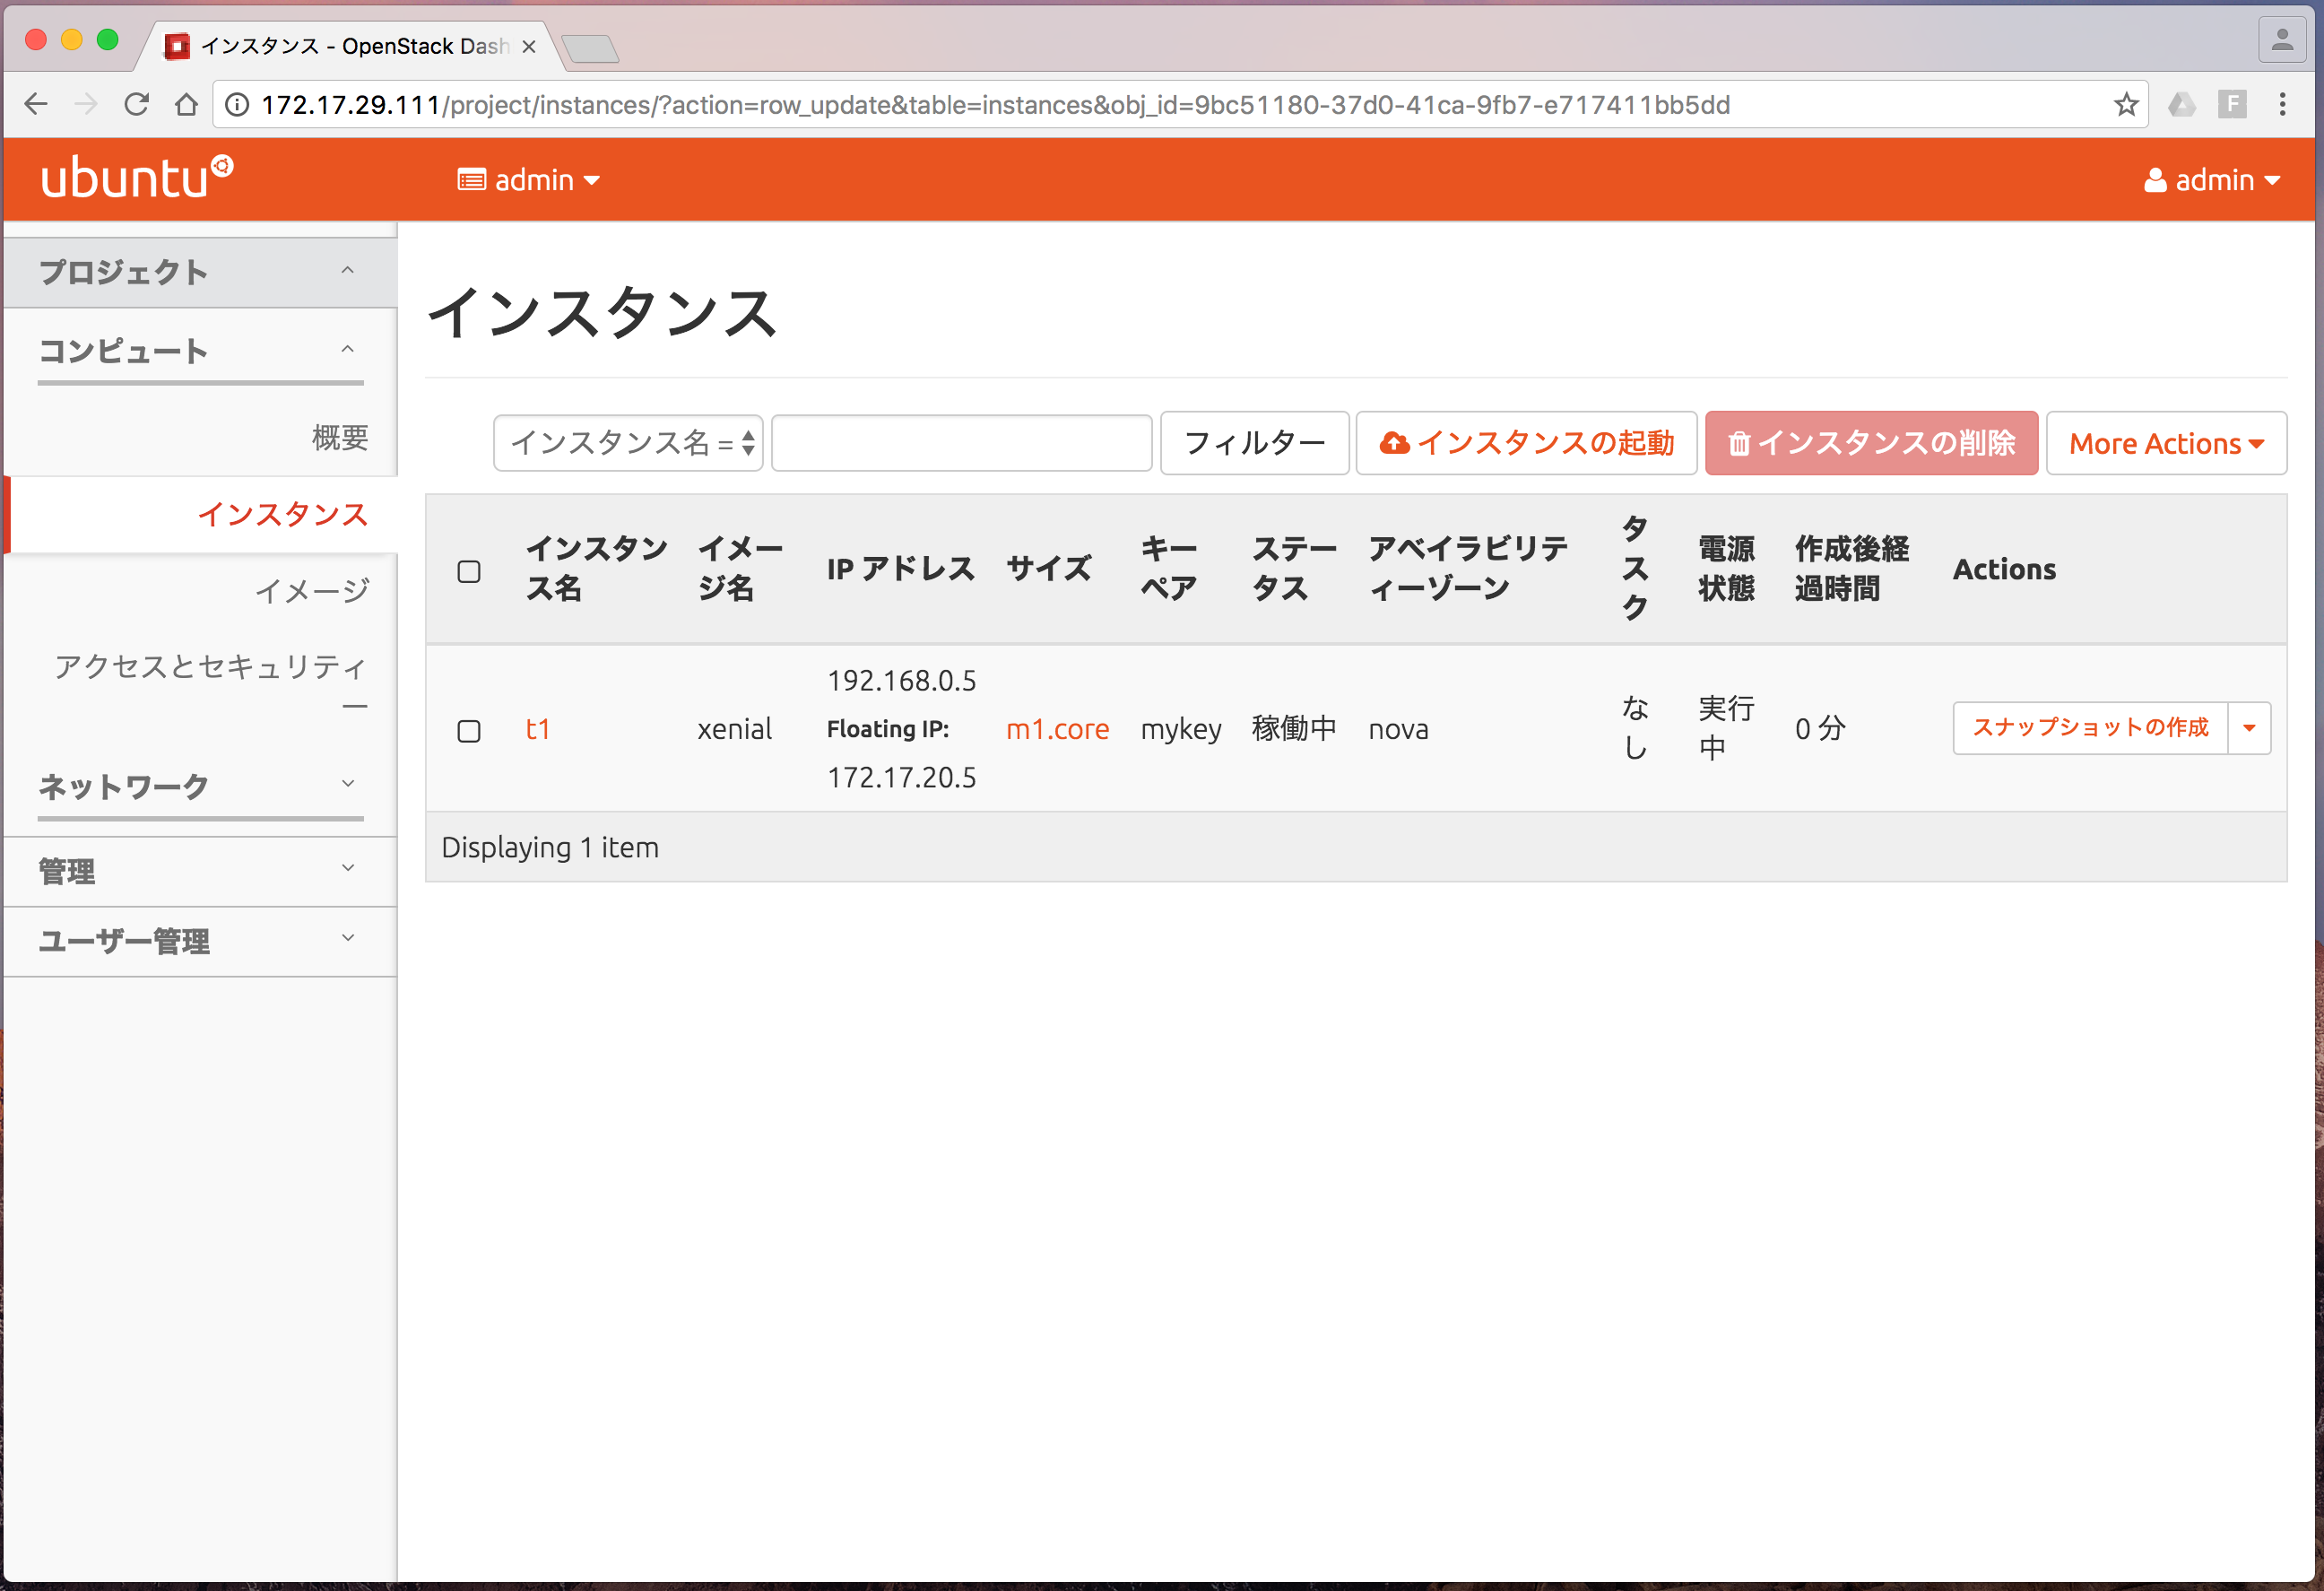 インスタンス - OpenStack Dash
172.17.29.111/project/instances/?action=row_update&table=instances&obj_id=9bc51180-37d0-41ca-9fb7-e717411bb5dd
F
ubuntu
admin
admin
プロジェクト
コンピュート
概要
インスタンス
イメージ
アクセスとセキュリティ
ー
ネットワーク
管理
ユーザー管理
インスタンス
インスタンス名 =
フィルター
インスタンスの起動
インスタンスの削除
More Actions
インスタン
ス名
イメー
ジ名
IP アドレス
サイズ
キー
ペア
ステー
タス
アベイラビリテ
ィーゾーン
タ
ス
ク
電源
状態
作成後経
過時間
Actions
t1
xenial
192.168.0.5
Floating IP:
172.17.20.5
m1.core
mykey
稼働中
nova
な
し
実行
中
0 分
スナップショットの作成
Displaying 1 item